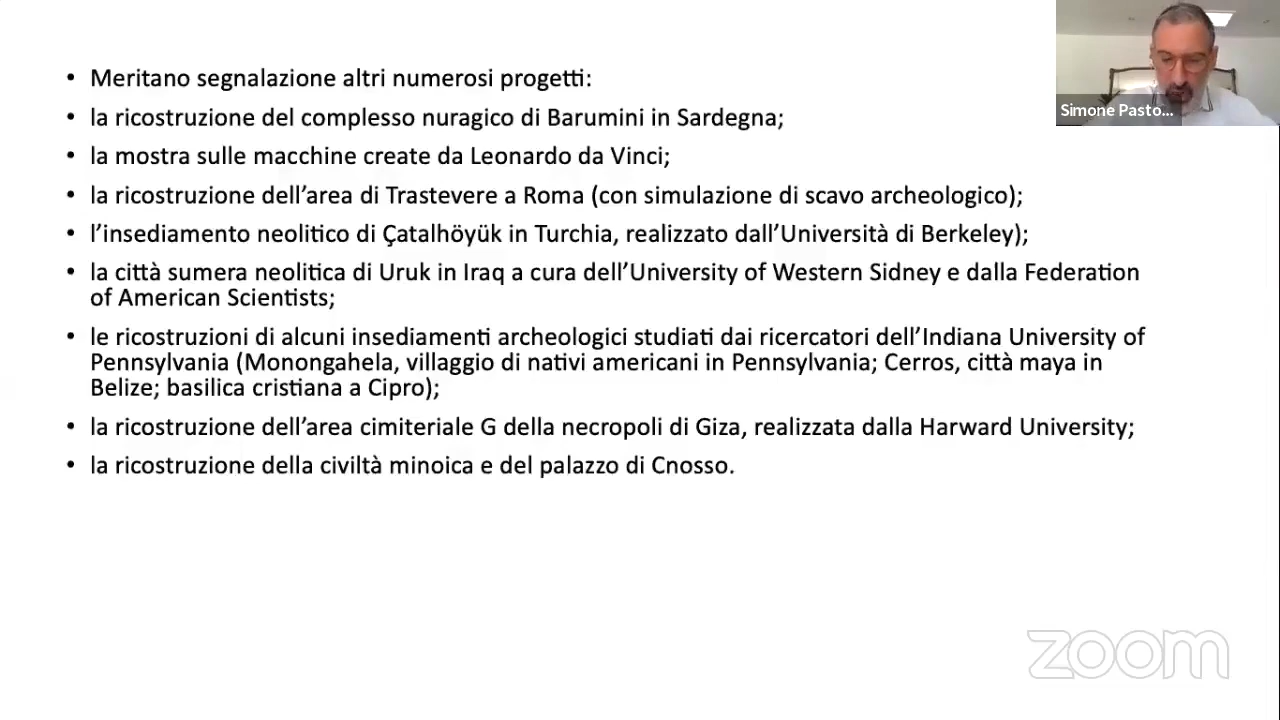 • Meritano segnalazione altri numerosi progetti:
• la ricostruzione del complesso nuragico di Barumini in Sardegna;
• la mostra sulle macchine create da Leonardo da Vinci;
• la ricostruzione dell’area di Trastevere a Roma (con simulazione di scavo archeologico);
• l’insediamento neolitico di Çatalhöyük in Turchia, realizzato dall’Università di Berkeley);
• la città sumera neolitica di Uruk in Iraq a cura dell’University of Western Sidney e dalla Federation
of American Scientists;
• le ricostruzioni di alcuni insediamenti archeologici studiati dai ricercatori dell’Indiana University of
Pennsylvania (Monongahela, villaggio di nativi americani in Pennsylvania; Cerros, città maya in
Belize; basilica cristiana a Cipro);
• la ricostruzione dell’area cimiteriale G della necropoli di Giza, realizzata dalla Harward University;
• la ricostruzione della civiltà minoica e del palazzo di Cnosso.
Simone Pasto...
zoom